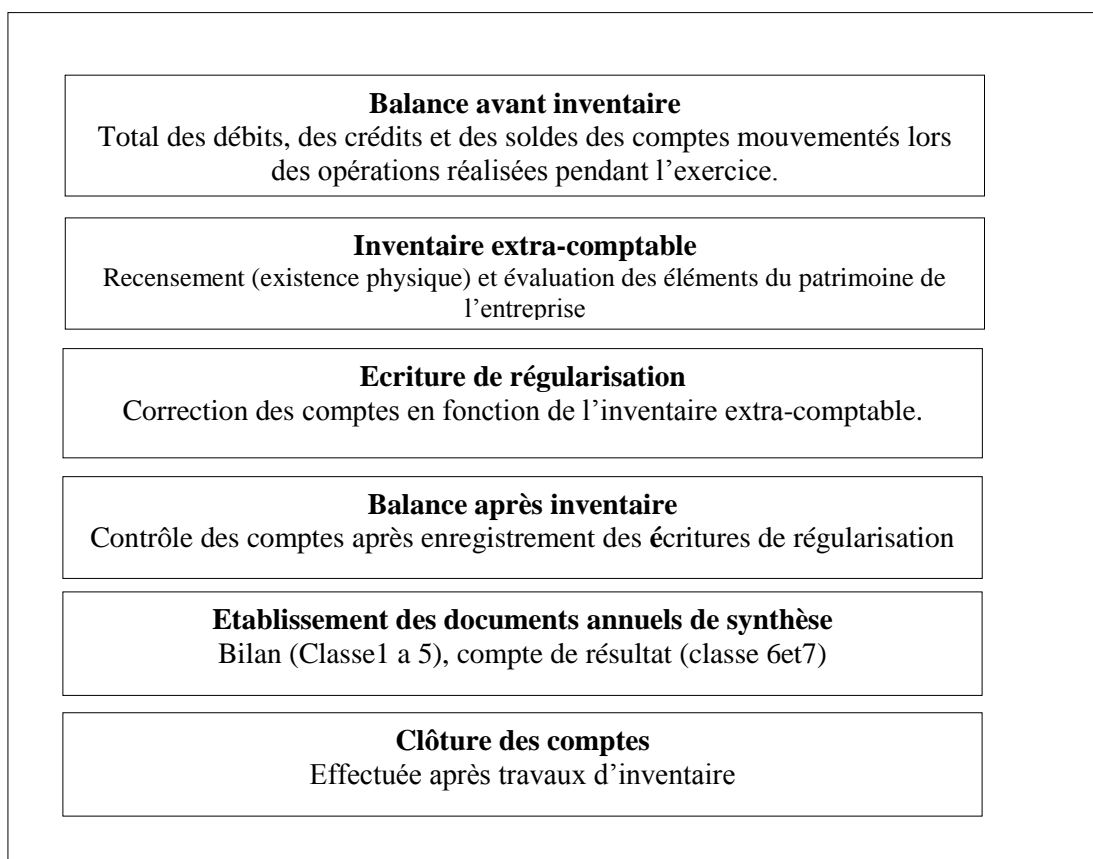 Balance avant inventaire
Total des débits, des crédits et des soldes des comptes mouvementés lors
des opérations réalisées pendant l’exercice.
Inventaire extra-comptable
Recensement (existence physique) et évaluation des éléments du patrimoine de
l’entreprise
Ecriture de régularisation
Correction des comptes en fonction de l’inventaire extra-comptable.
Balance après inventaire
Contrôle des comptes après enregistrement des écritures de régularisation
Etablissement des documents annuels de synthèse
Bilan (Classe1 a 5), compte de résultat (classe 6et7)
Clôture des comptes
Effectuée après travaux d’inventaire